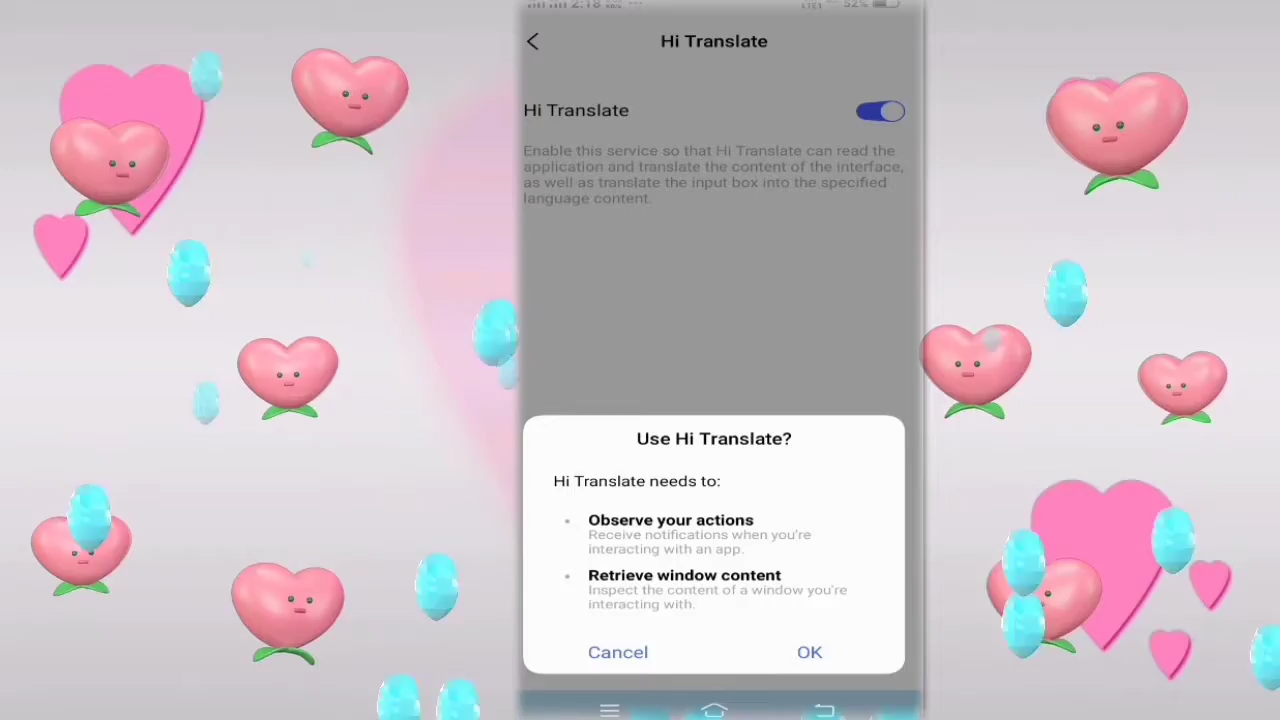 2:18
52%
Hi Translate
Hi Translate
Enable this service so that Hi Translate can read the
application and translate the content of the interface,
as well as translate the input box into the specified
language content.
Use Hi Translate?
Hi Translate needs to:
Observe your actions
Receive notifications when you're
interacting with an app.
Retrieve window content
Inspect the content of a window you're
interacting with.
Cancel
OK